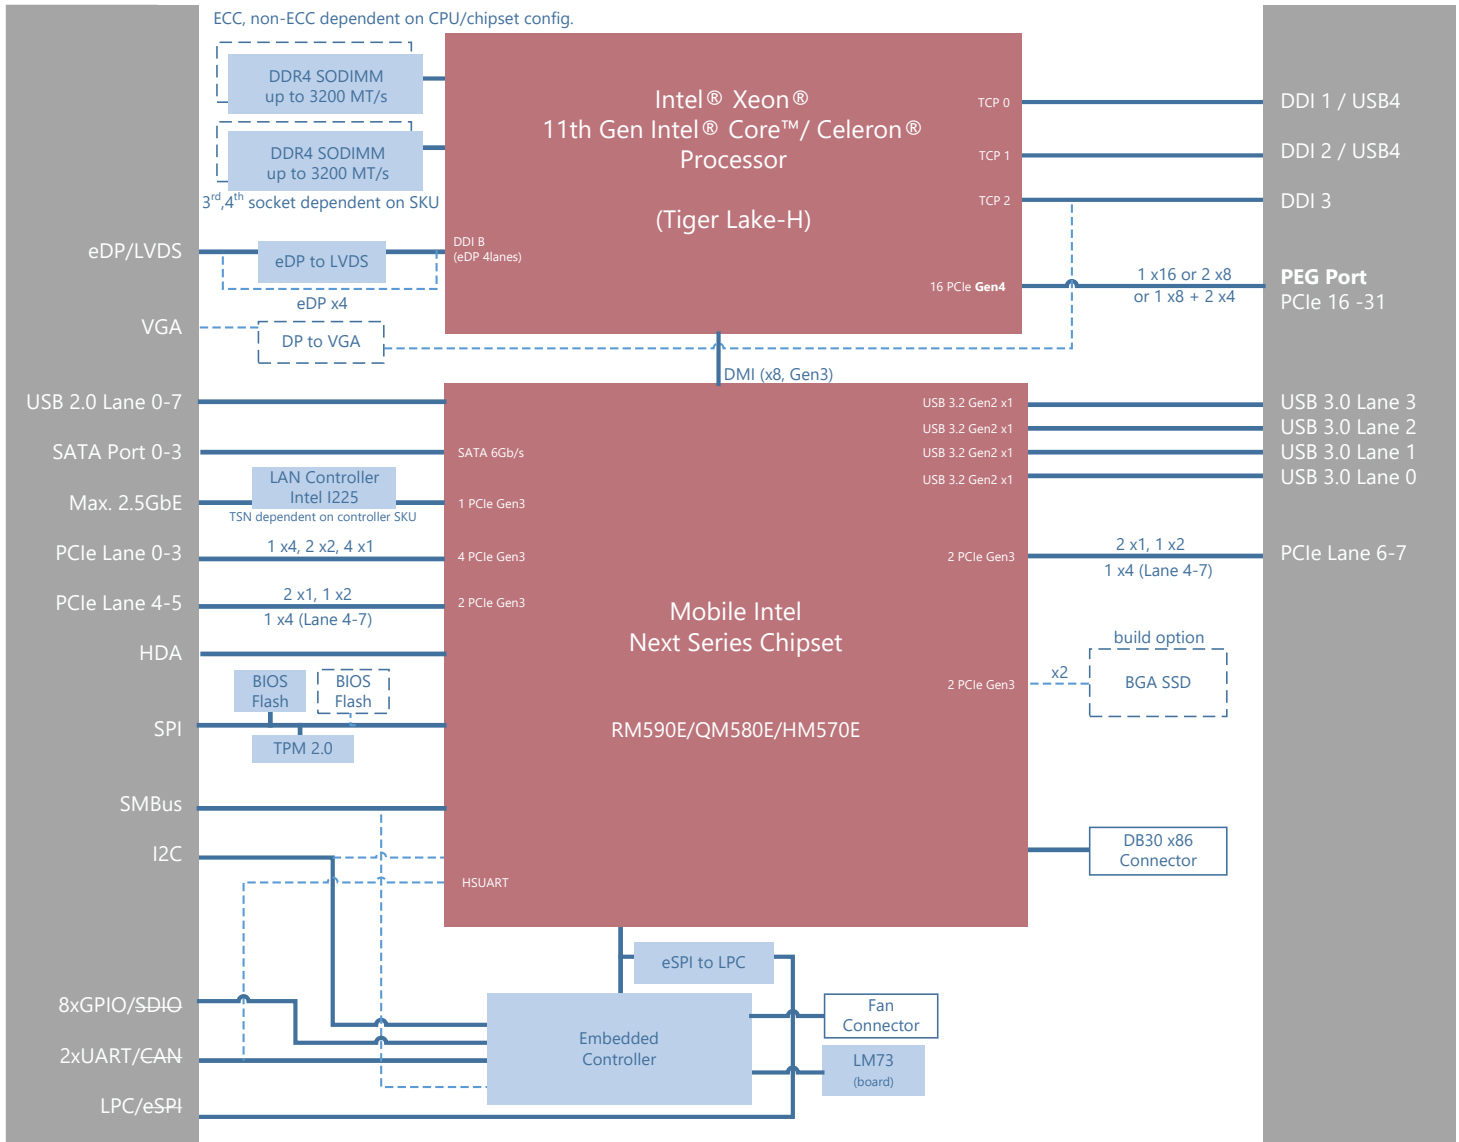 ECC, non-ECC dependent on CPU/chipset config.
DDR4 SODIMM
up to 3200 MT/s
DDR4 SODIMM
up to 3200 MT/s
3rd,4th socket dependent on SKU
Intel® Xeon®
11th Gen Intel® Core™/ Celeron®
Processor
(Tiger Lake-H)
TCP 0
TCP 1
TCP 2
16 PCIe Gen4
DDI B
(eDP 4lanes)
DDI 1 / USB4
DDI 2 / USB4
DDI 3
1 x16 or 2 x8
or 1 x8 + 2 x4
PEG Port
PCIe 16 -31
eDP/LVDS
eDP to LVDS
eDP x4
VGA
DP to VGA
DMI (x8, Gen3)
USB 2.0 Lane 0-7
SATA Port 0-3
SATA 6Gb/s
LAN Controller
Intel I225
Max. 2.5GbE
TSN dependent on controller SKU
1 PCIe Gen3
PCIe Lane 0-3
1 x4, 2 x2, 4 x1
4 PCIe Gen3
PCIe Lane 4-5
2 x1, 1 x2
1 x4 (Lane 4-7)
2 PCIe Gen3
HDA
BIOS
Flash
BIOS
Flash
SPI
TPM 2.0
SMBus
I2C
HSUART
Mobile Intel
Next Series Chipset
RM590E/QM580E/HM570E
USB 3.2 Gen2 x1
USB 3.2 Gen2 x1
USB 3.2 Gen2 x1
USB 3.2 Gen2 x1
USB 3.0 Lane 3
USB 3.0 Lane 2
USB 3.0 Lane 1
USB 3.0 Lane 0
2 PCIe Gen3
2 x1, 1 x2
1 x4 (Lane 4-7)
PCIe Lane 6-7
build option
2 PCIe Gen3
x2
BGA SSD
DB30 x86
Connector
eSPI to LPC
8xGPIO/SDIO
2xUART/CAN
LPC/eSPI
Embedded
Controller
Fan
Connector
LM73
(board)